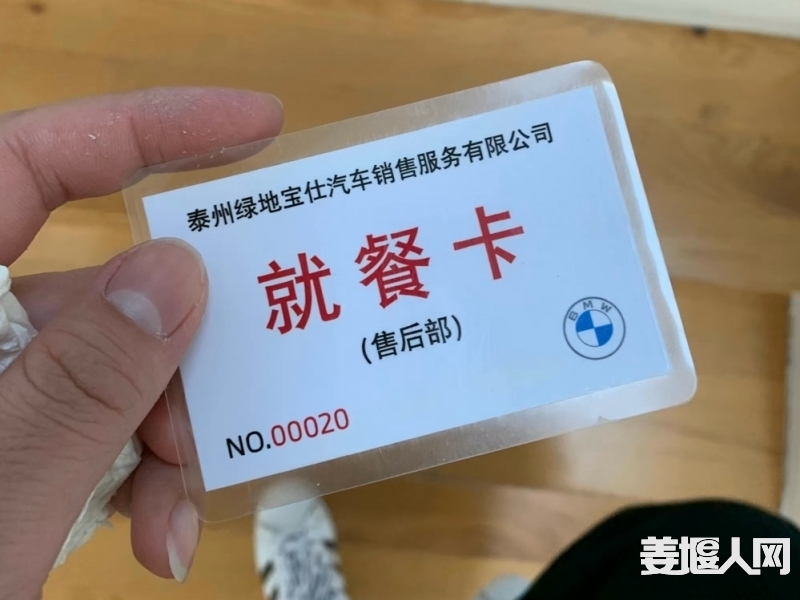 泰州绿地宝仕汽车销售服务有限公司
就餐卡
(售后部)
BMW
NO.00020
姜堰人网